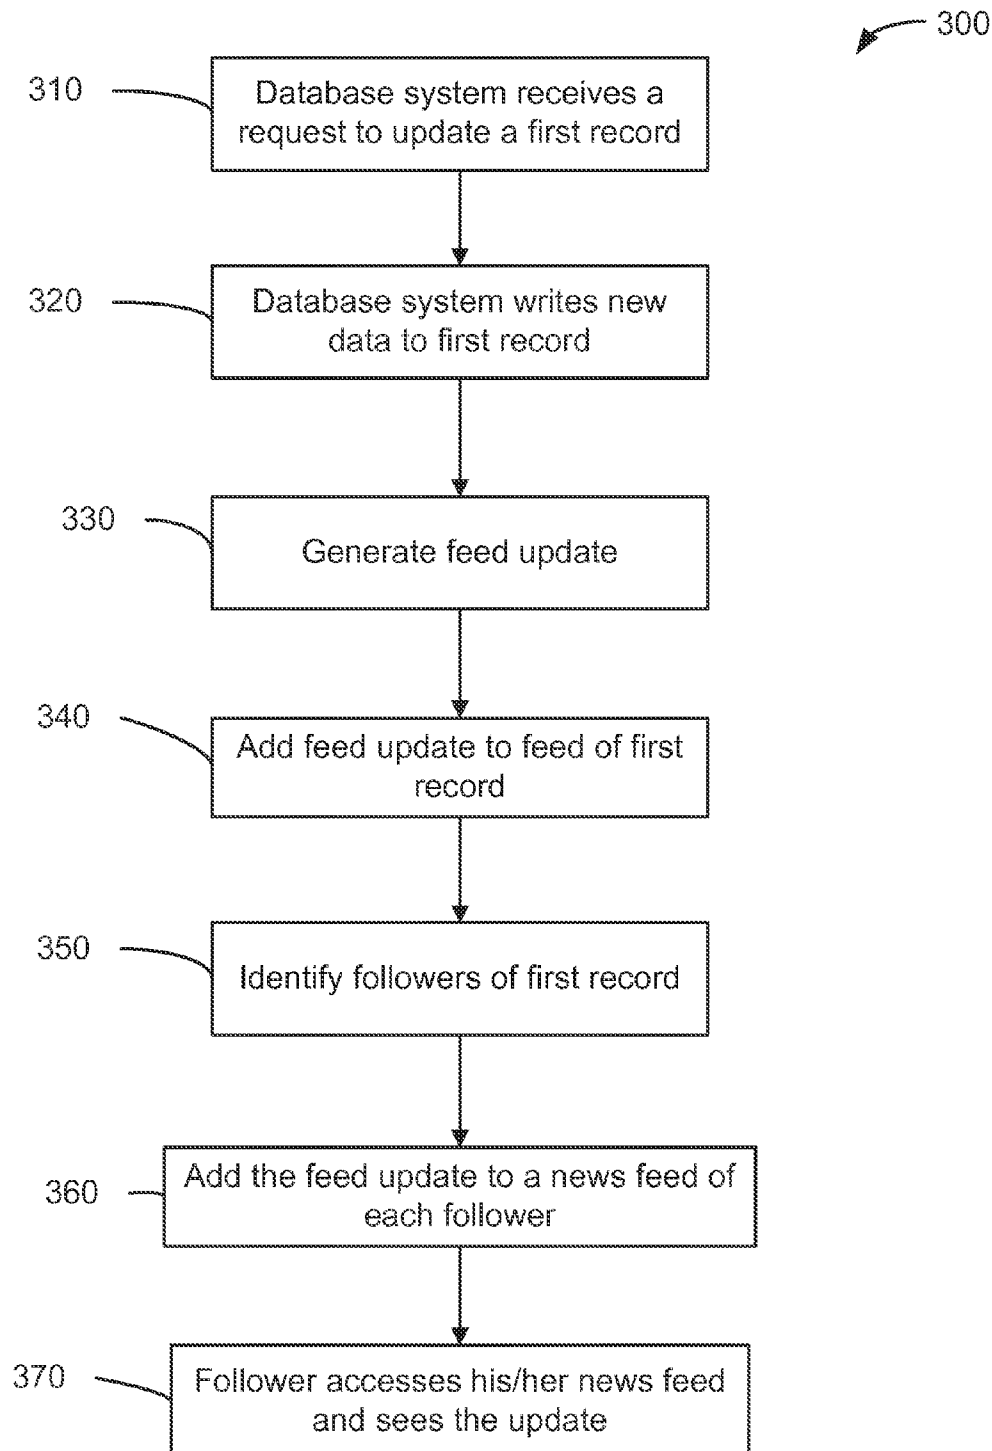 300
310
Database system receives a
request to update a first record
320
Database system writes new
data to first record
330
Generate feed update
340
Add feed update to feed of first
record
350
Identify followers of first record
360
Add the feed update to a news feed of
each follower
370
Follower accesses his/her news feed
and sees the update